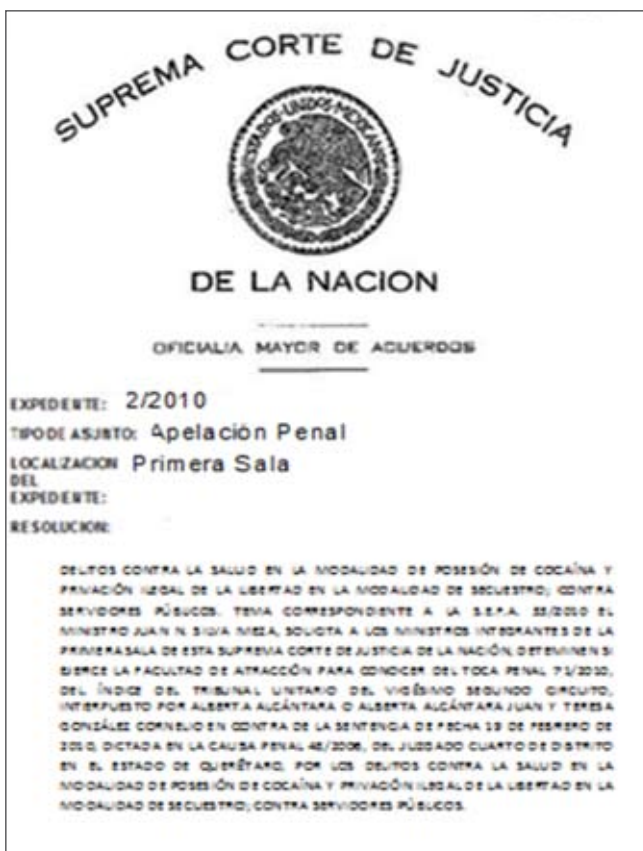 SUPREMA CORTE DE JUSTICIA
ESTADOS UNIDOS MEXICANOS
DE LA NACION
OFICIALIA MAYOR DE ACUERDOS
EXPEDIENTE: 2/2010
TIPO DE ASUNTO: Apelación Penal
LOCALIZACION Primera Sala
DEL
EXPEDIENTE:
RESOLUCION:
DELITOS CONTRA LA SALUD EN LA MODALIDAD DE POSESIÓN DE COCAÍNA Y
PRIVACIÓN ILEGAL DE LA LIBERTAD EN LA MODALIDAD DE SECUESTRO; CONTRA
SERVIDORES PÚBLICOS. TEMA CORRESPONDIENTE A LA S.E.F.A. 35/2010 EL
MINISTRO JUAN N. SILVA MEZA, SOLICITA A LOS MINISTROS INTEGRANTES DE LA
PRIMERA SALA DE ESTA SUPREMA CORTE DE JUSTICIA DE LA NACIÓN, DETERMINEN SI
EJERCE LA FACULTAD DE ATRACCIÓN PARA CONOCER DEL TOCA PENAL 71/2010,
DEL ÍNDICE DEL TRIBUNAL UNITARIO DEL VIGÉSIMO SEGUNDO CIRCUITO,
INTERPUESTO POR ALBERTA ALCÁNTARA O ALBERTA ALCÁNTARA JUAN Y TERESA
GONZÁLEZ CORNELIO EN CONTRA DE LA SENTENCIA DE FECHA 19 DE FEBRERO DE
2010, DICTADA EN LA CAUSA PENAL 48/2006, DEL JUZGADO CUARTO DE DISTRITO
EN EL ESTADO DE QUERÉTARO, POR LOS DELITOS CONTRA LA SALUD EN LA
MODALIDAD DE POSESIÓN DE COCAÍNA Y PRIVACIÓN ILEGAL DE LA LIBERTAD EN LA
MODALIDAD DE SECUESTRO; CONTRA SERVIDORES PÚBLICOS.